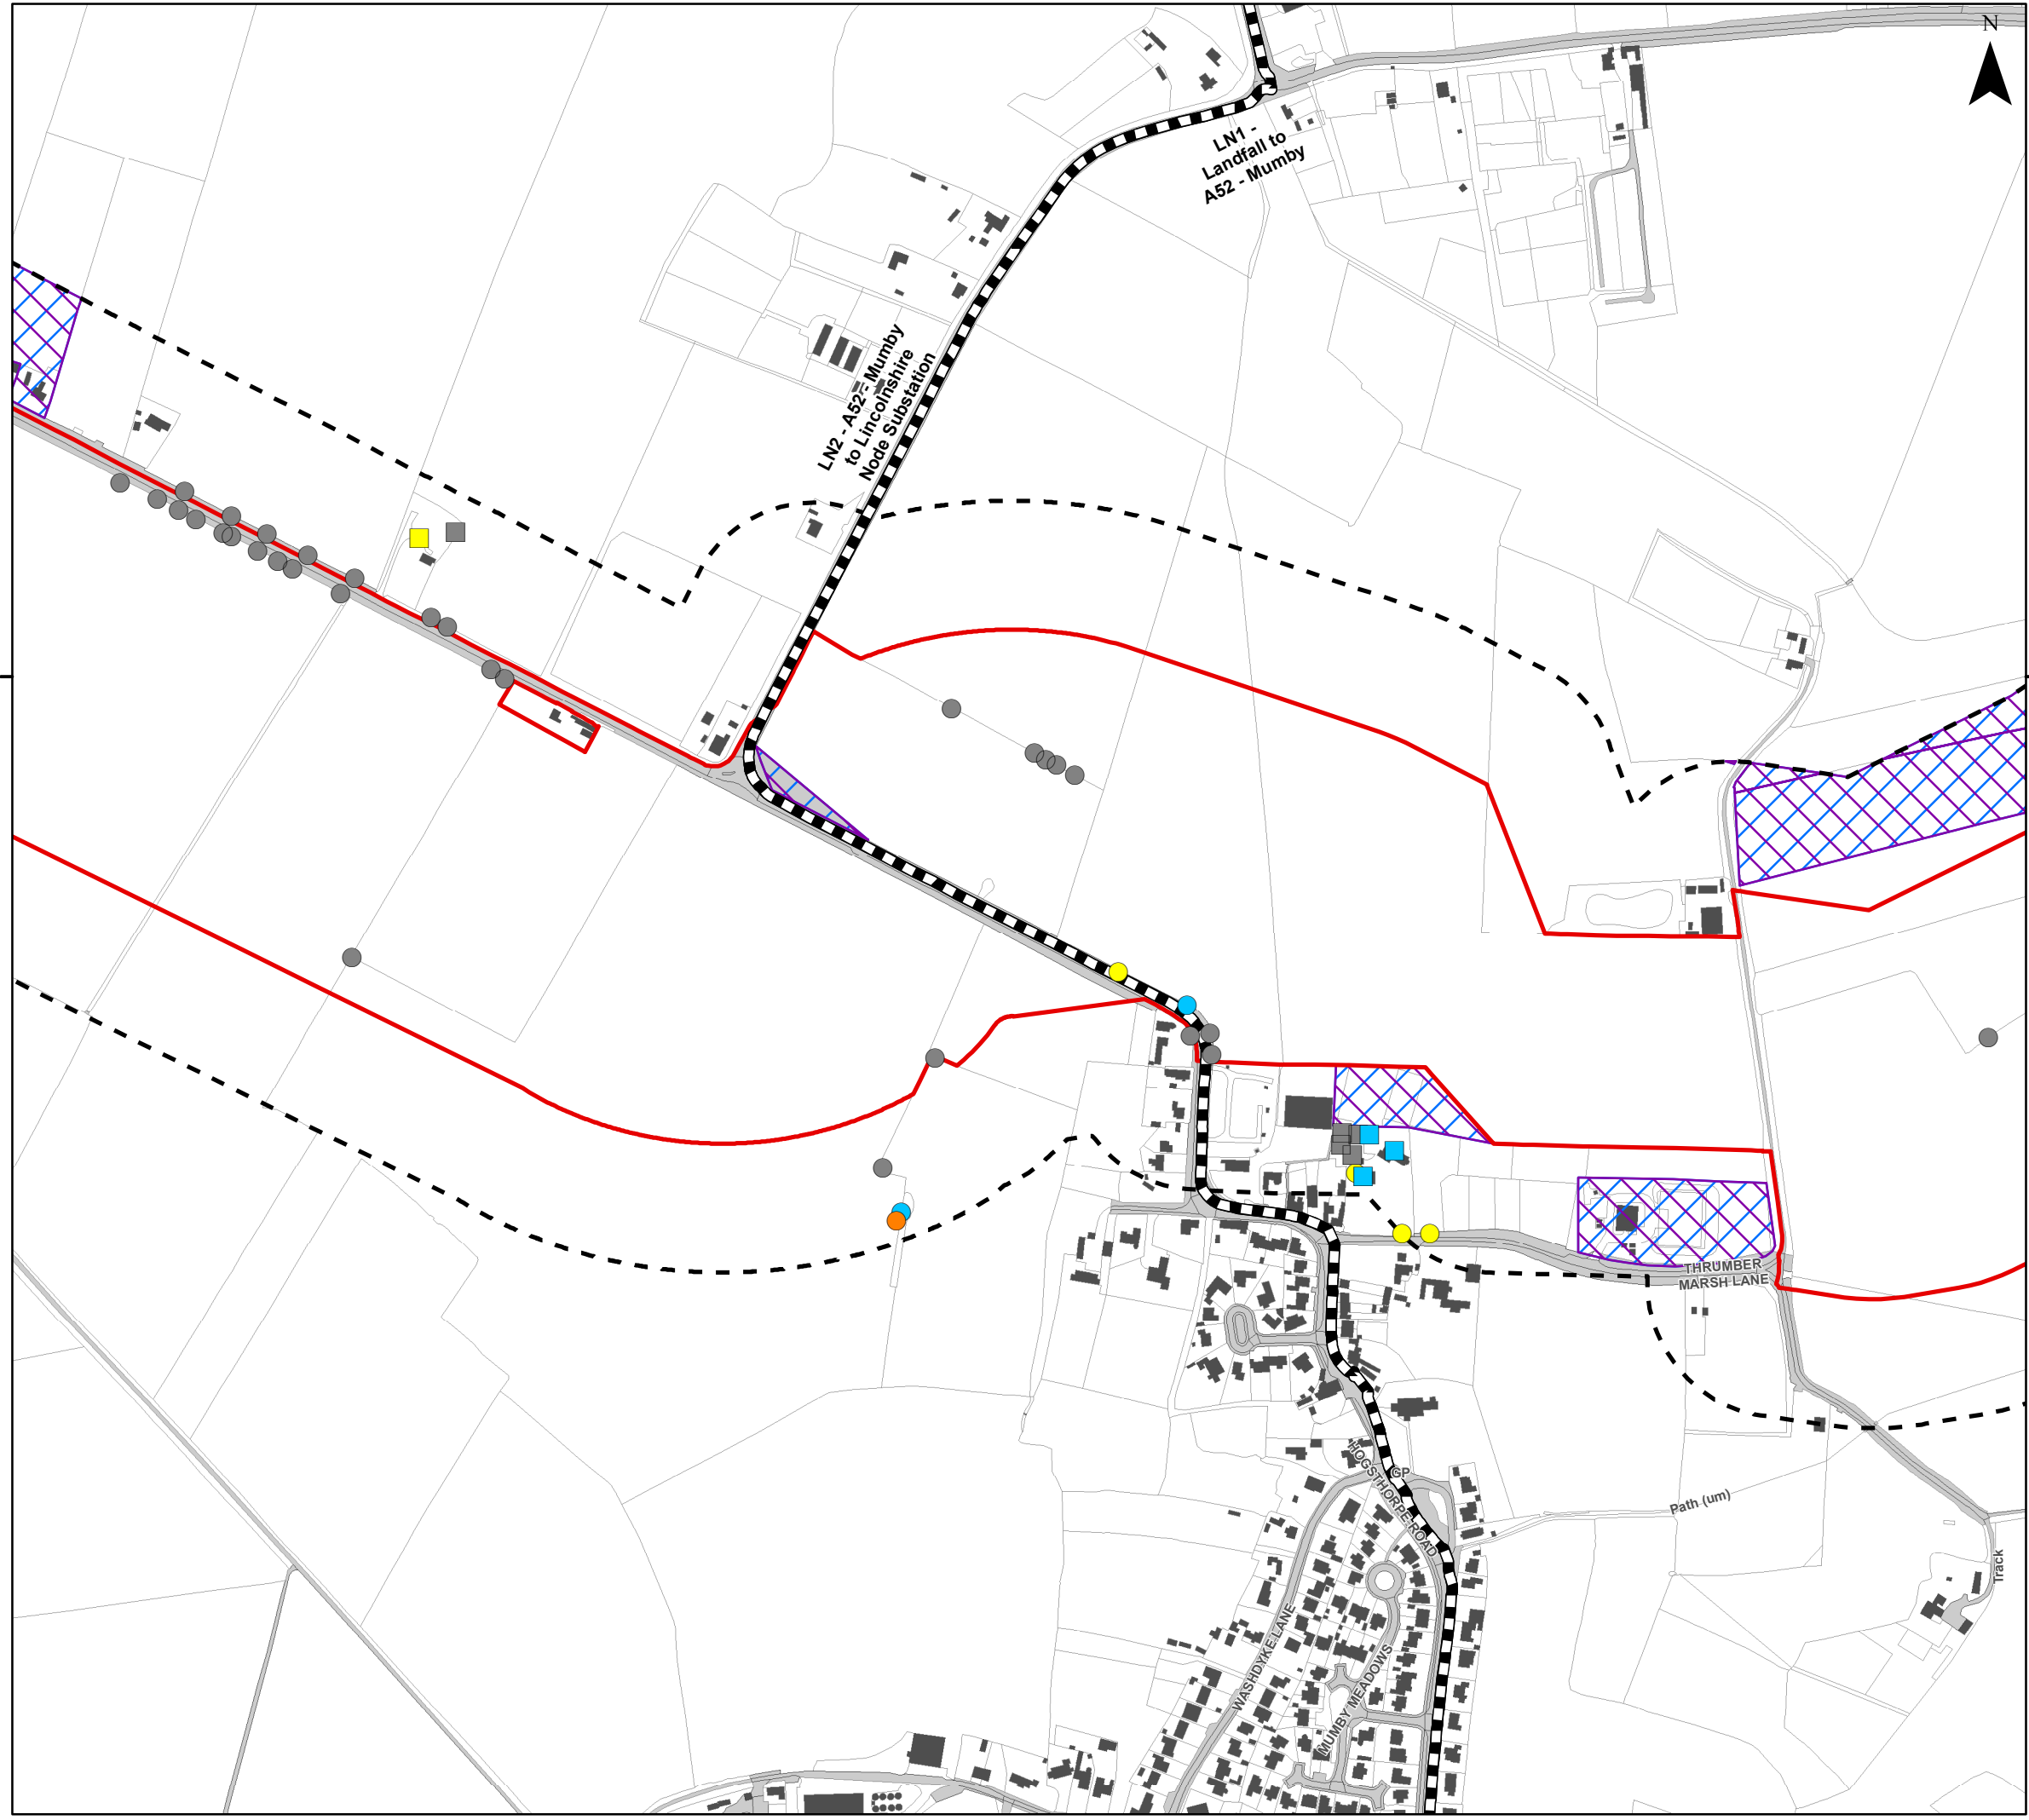 N
LN1 -
Landfall to
A52 - Mumby
LN2 - A52 - Mumby
to Lincolnshire
Node Substation
THRUMBER
MARSH LANE
GP
HOGSTHORPE ROAD
Path (um)
Track
WASHDYKE LANE
MUMBY MEADOWS